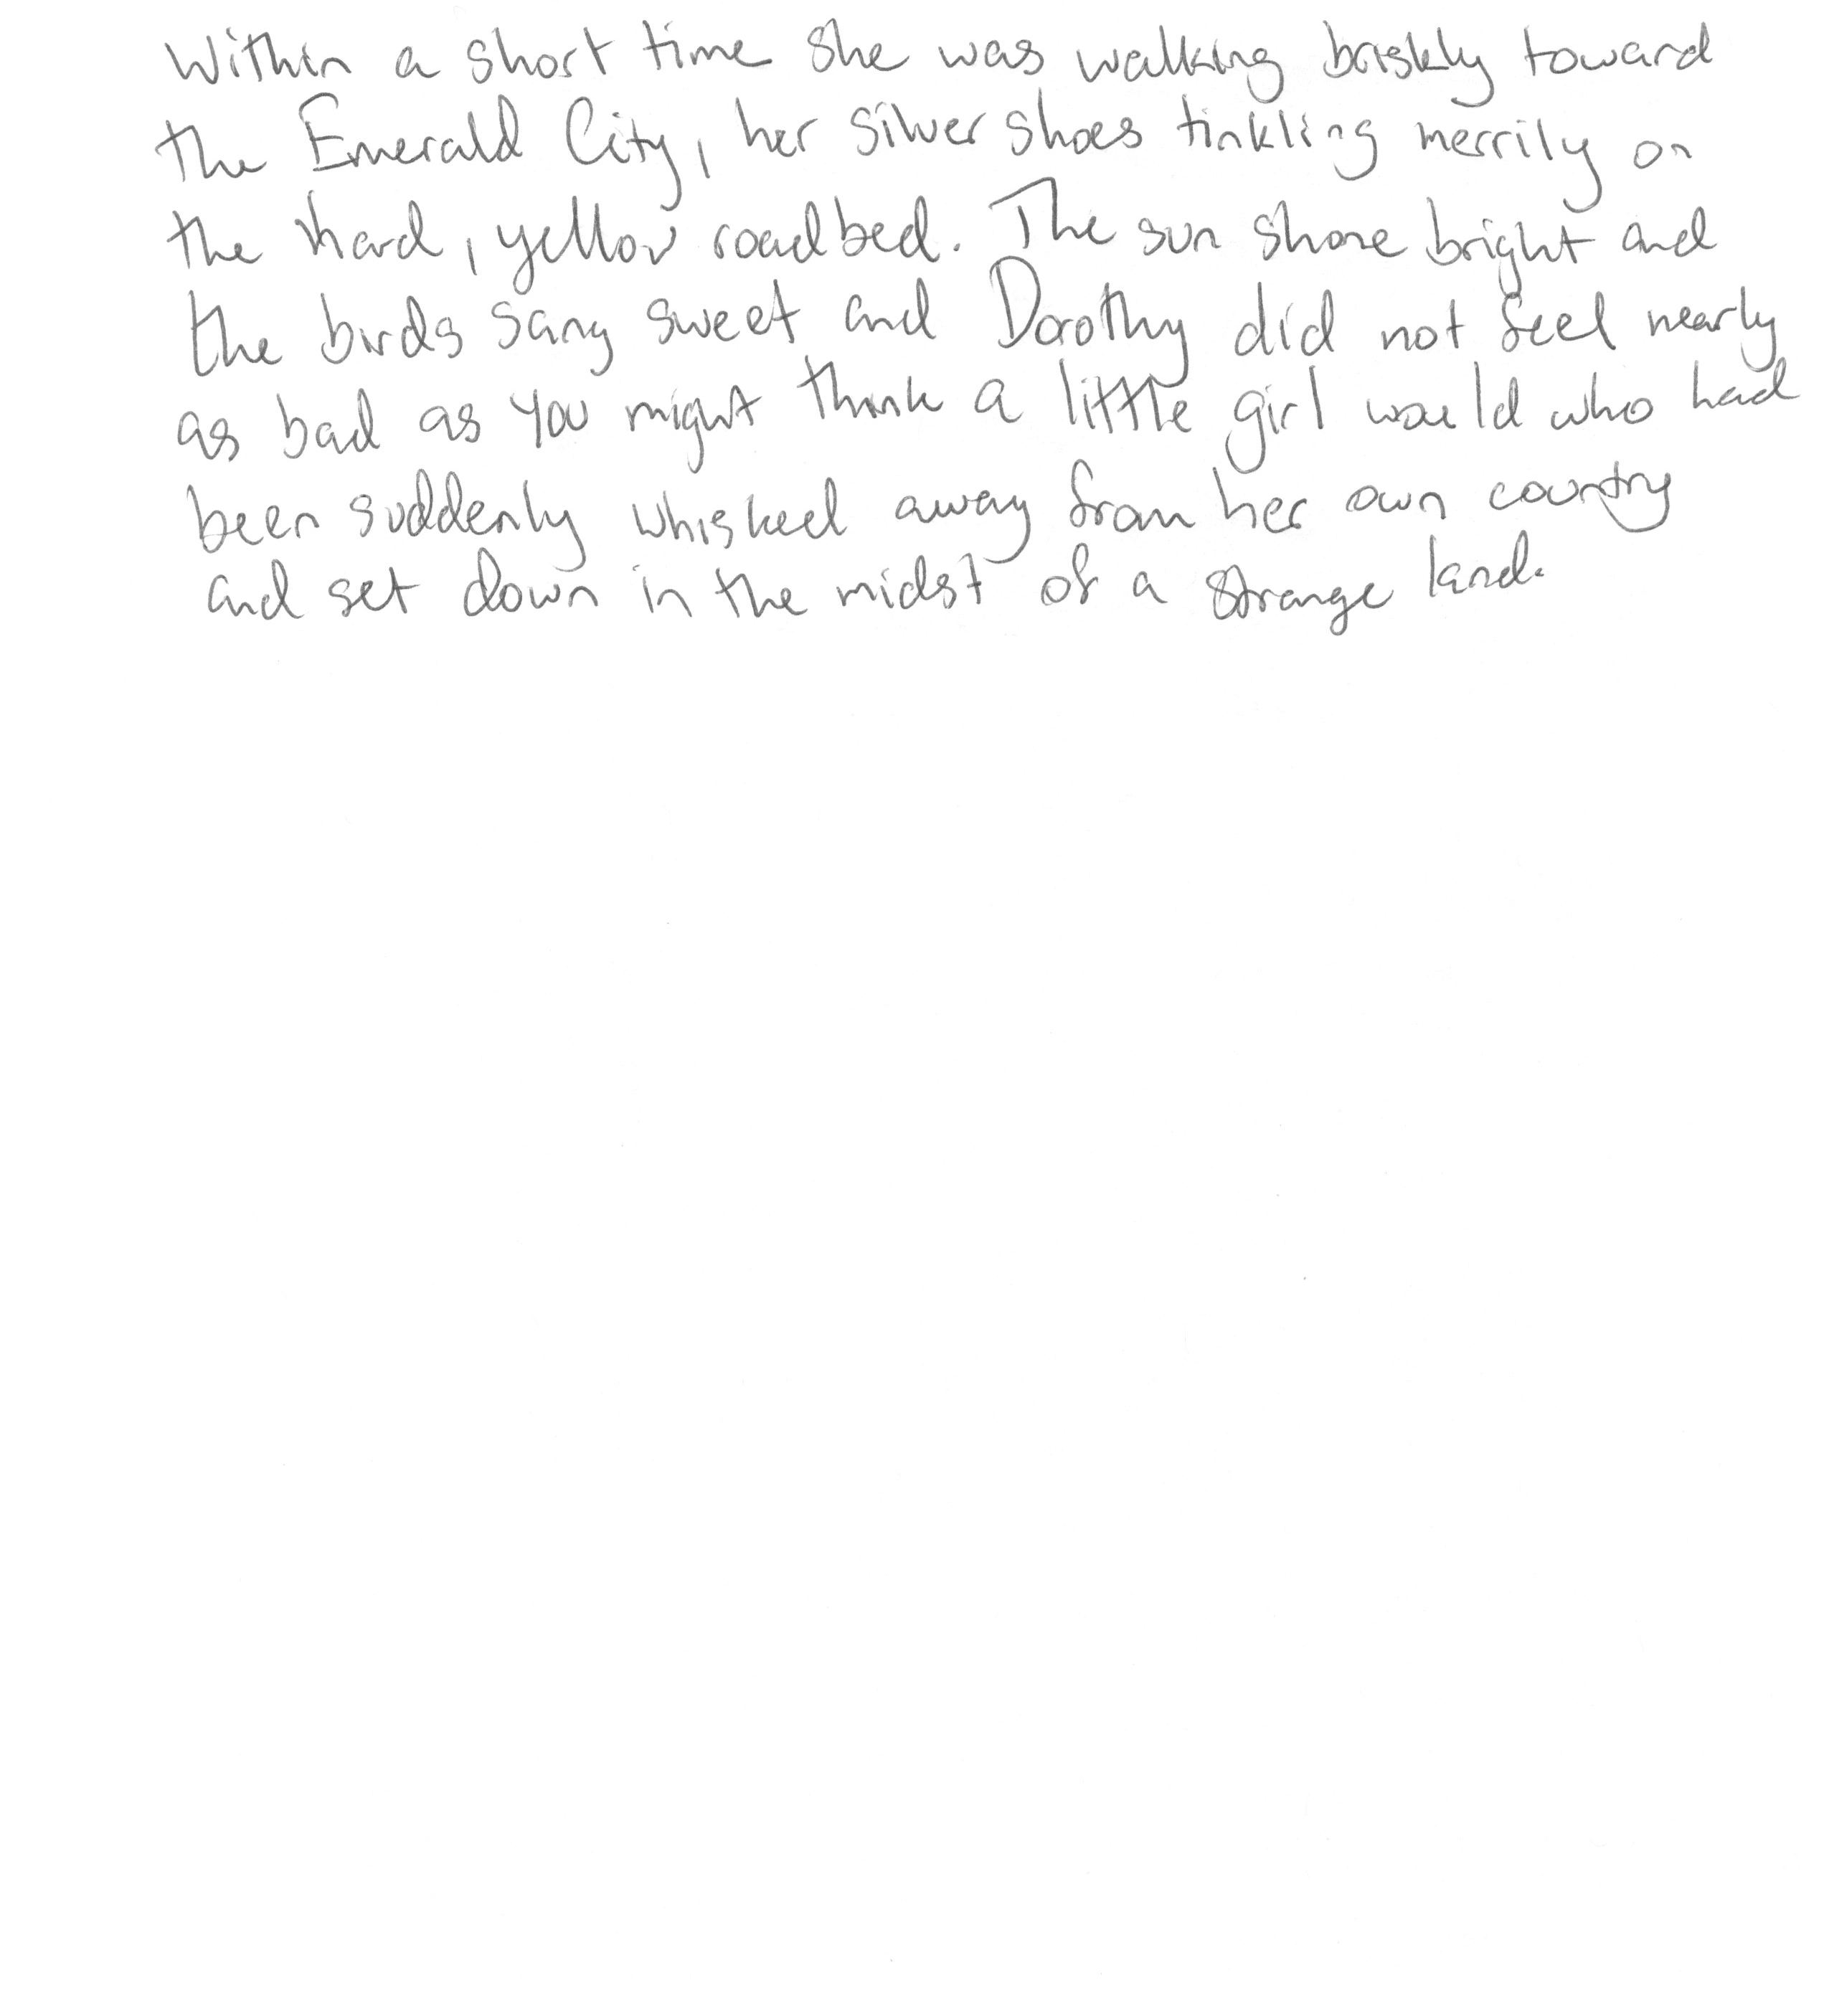 Within a short time she was walking briskly toward
the Emerald City, her silver shoes tinkling merrily on
the hard, yellow roadbed. The sun shone bright and
the birds sang sweet and Dorothy did not feel nearly
as bad as you might think a little girl would who had
been suddenly whisked away from her own country
and set down in the midst of a strange land.